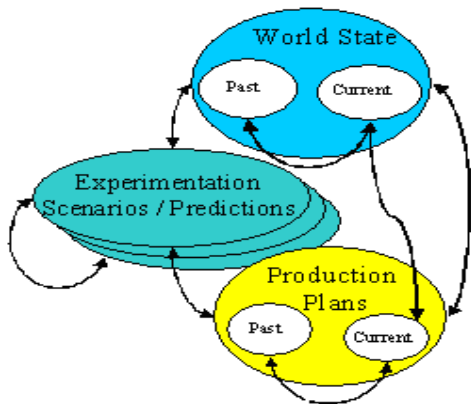 World State
Past
Current
Experimentation
Scenarios / Predictions
Production
Plans
Past
Current